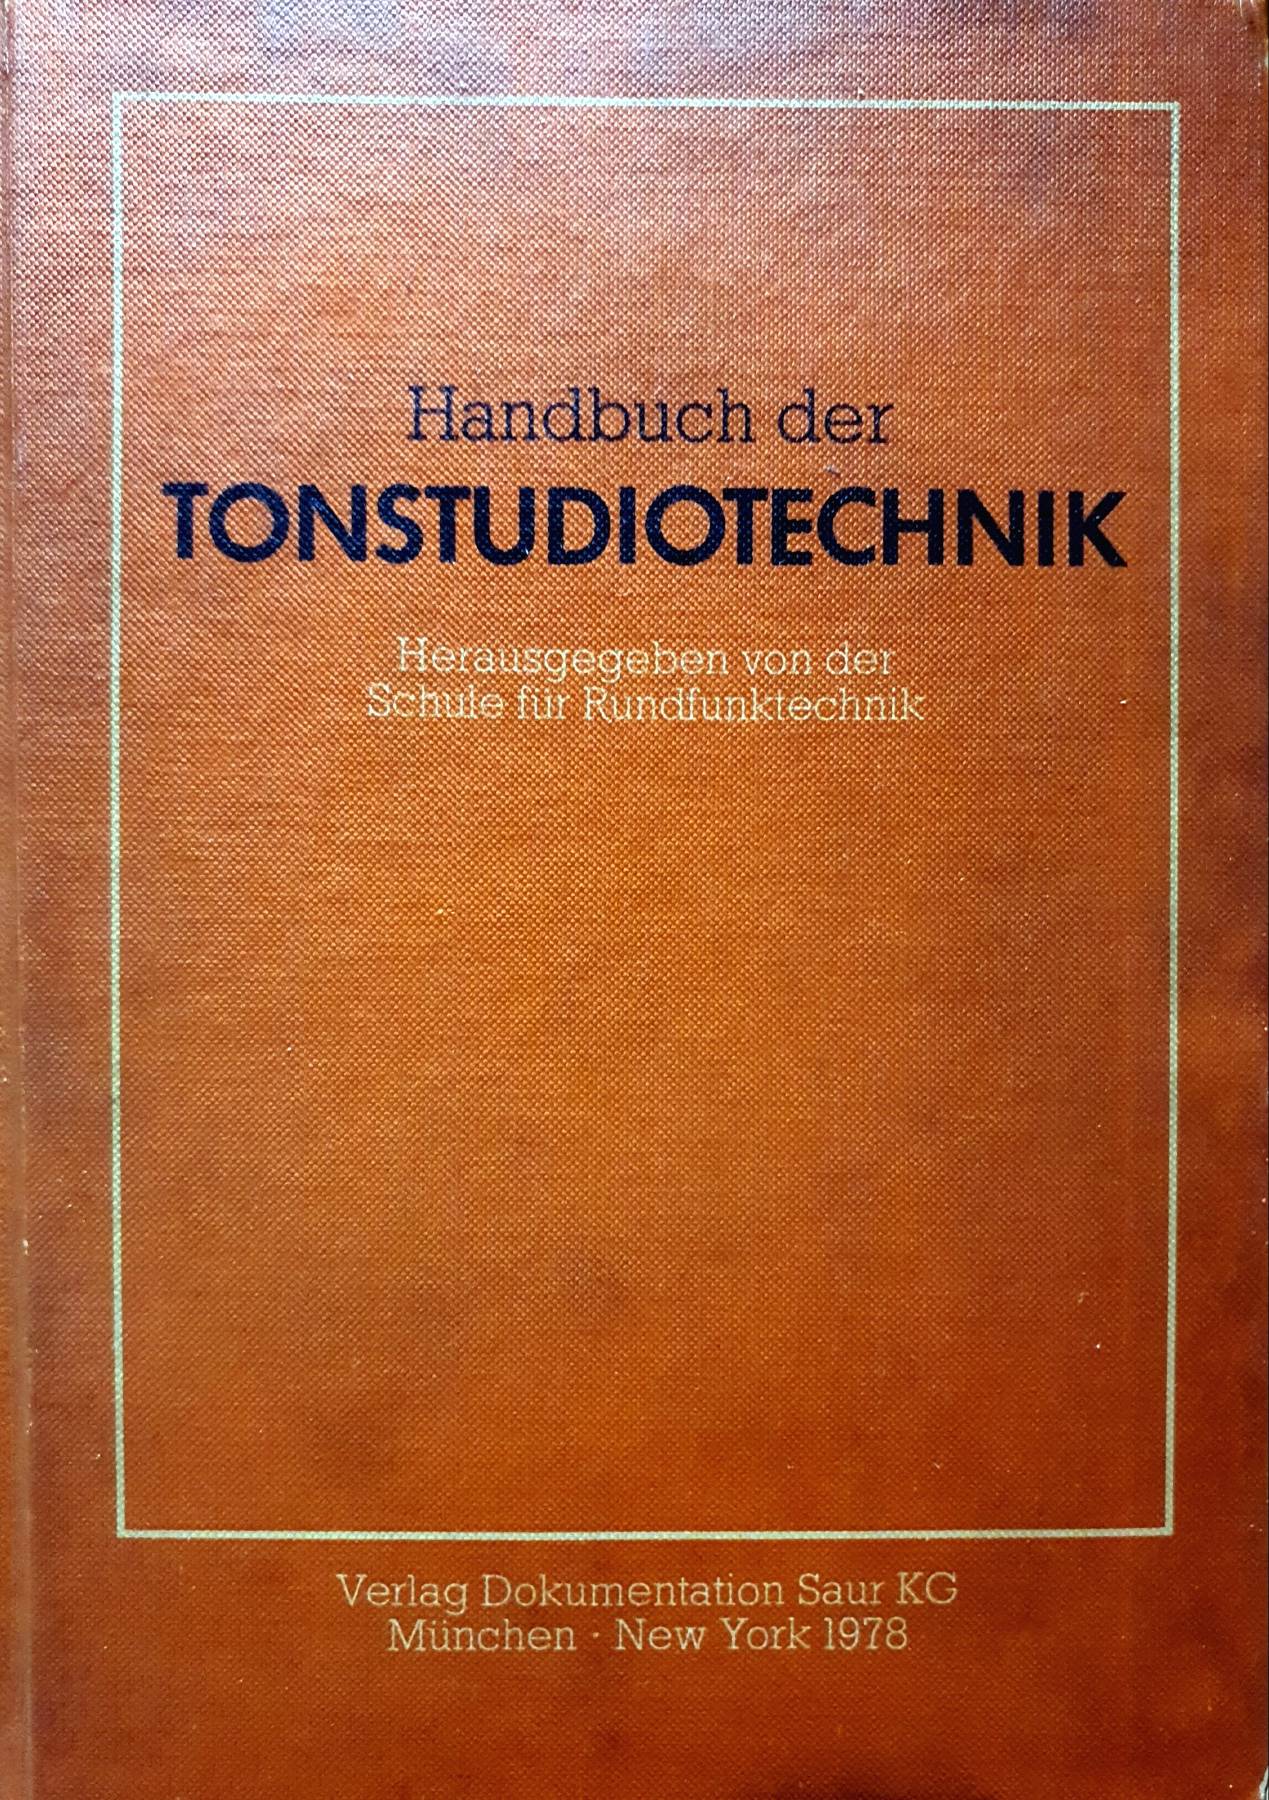 Handbuch der
TONSTUDIOTECHNIK
Herausgegeben von der
Schule für Rundfunktechnik
Verlag Dokumentation Saur KG
München · New York 1978